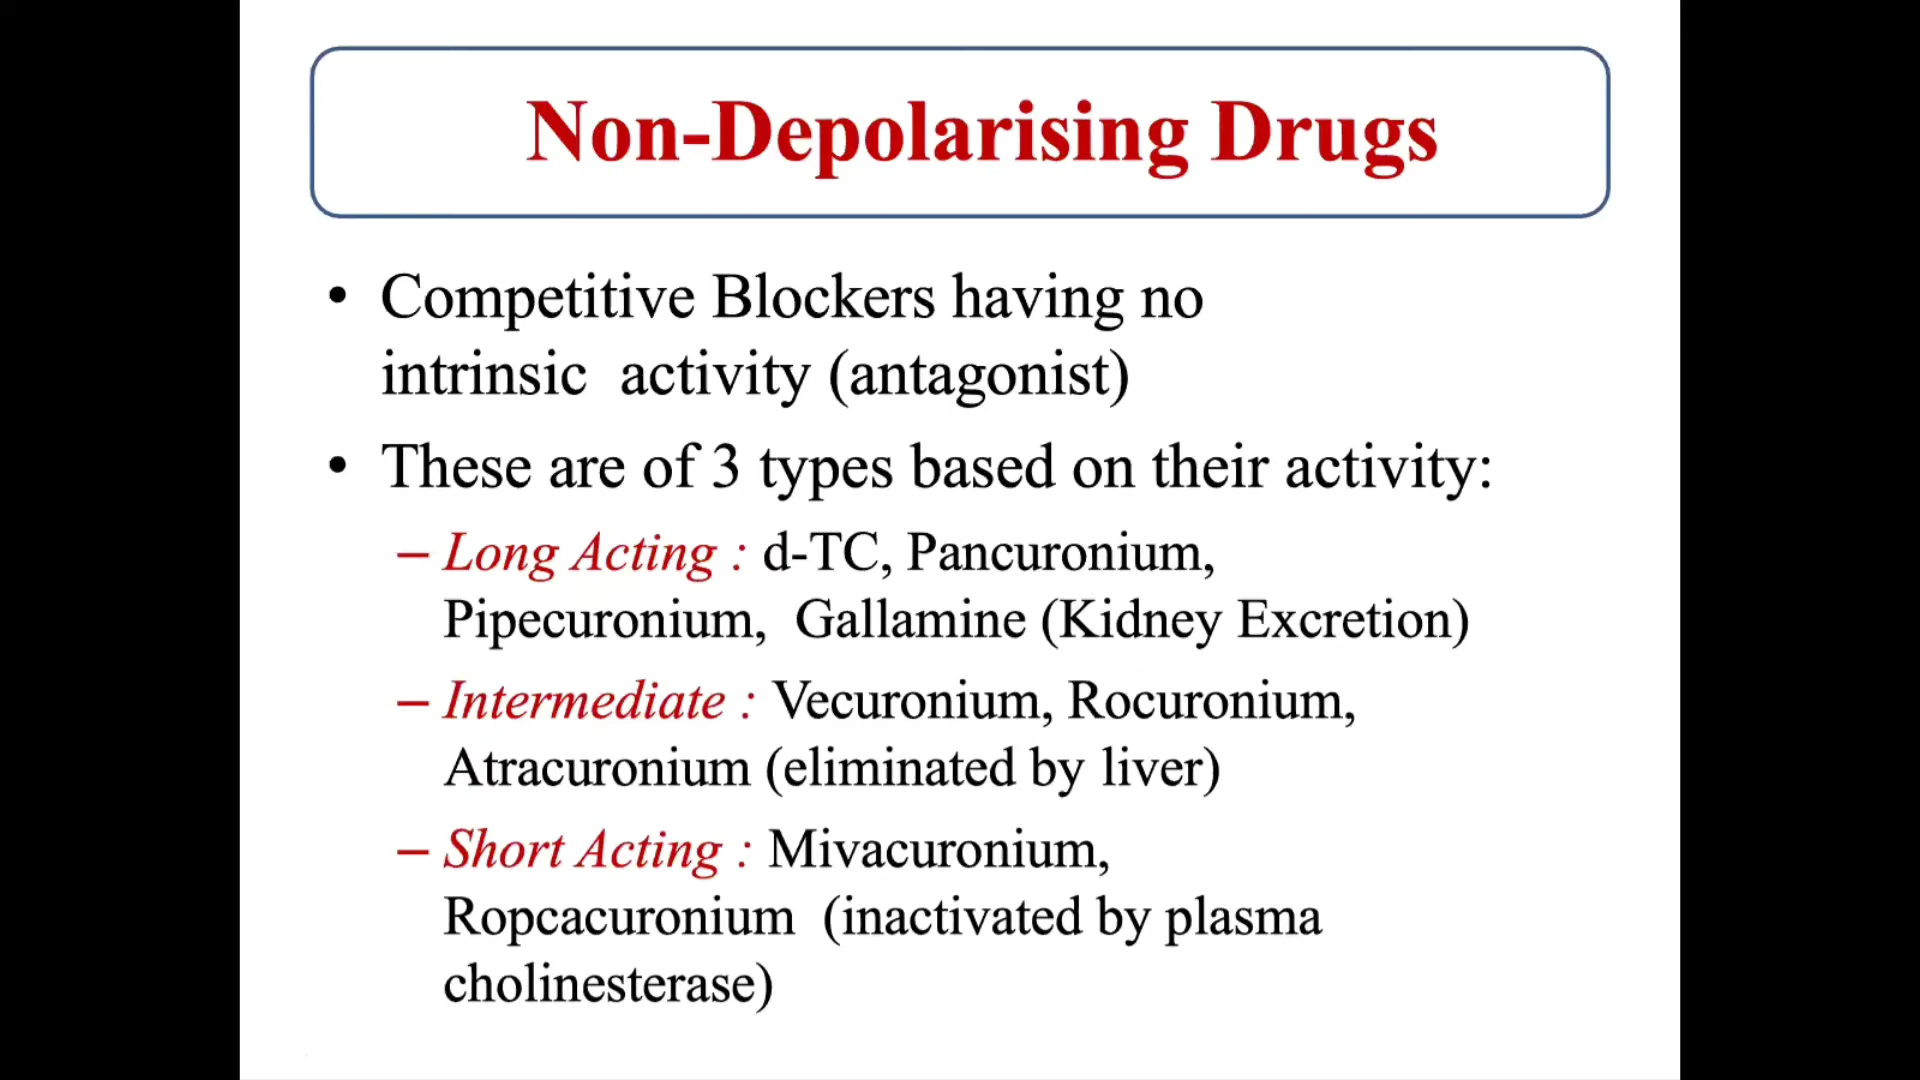 Non-Depolarising Drugs
• Competitive Blockers having no
intrinsic activity (antagonist)
• These are of 3 types based on their activity:
– Long Acting : d-TC, Pancuronium,
Pipecuronium, Gallamine (Kidney Excretion)
– Intermediate : Vecuronium, Rocuronium,
Atracuronium (eliminated by liver)
– Short Acting : Mivacuronium,
Ropcacuronium (inactivated by plasma
cholinesterase)